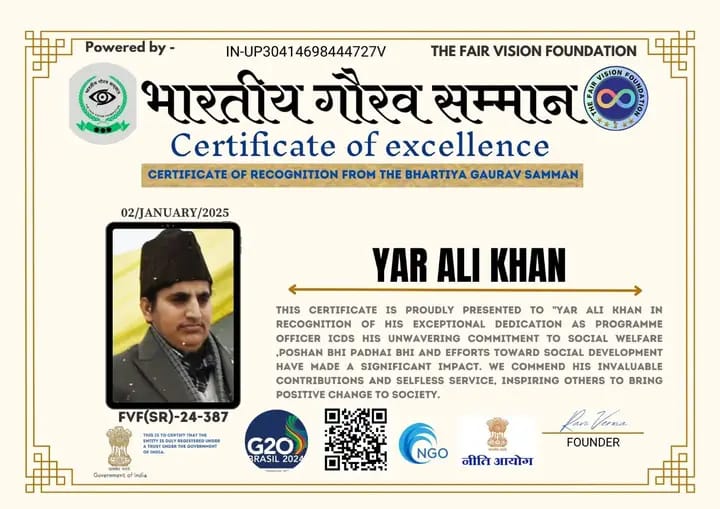 Powered by -
IN-UP30414698444727V
THE FAIR VISION FOUNDATION
भारतीय गौरव सम्मान
THE FAIR VISION FOUNDATION
Certificate of excellence
CERTIFICATE OF RECOGNITION FROM THE BHARTIYA GAURAV SAMMAN
02/JANUARY/2025
YAR ALI KHAN
THIS CERTIFICATE IS PROUDLY PRESENTED TO "YAR ALI KHAN IN
RECOGNITION OF HIS EXCEPTIONAL DEDICATION AS PROGRAMME
OFFICER ICDS HIS UNWAVERING COMMITMENT TO SOCIAL WELFARE
,POSHAN BHI PADHAI BHI AND EFFORTS TOWARD SOCIAL DEVELOPMENT
HAVE MADE A SIGNIFICANT IMPACT. WE COMMEND HIS INVALUABLE
CONTRIBUTIONS AND SELFLESS SERVICE, INSPIRING OTHERS TO BRING
POSITIVE CHANGE TO SOCIETY.
FVF(SR)-24-387
THIS IS TO CERTIFY THAT THE
ENTITY IS DULY REGISTERED UNDER
A TRUST UNDER THE GOVERNMENT
OF INDIA.
Government of India
G20
BRASIL 2024
NGO
नीति आयोग
Ravi Verma
FOUNDER